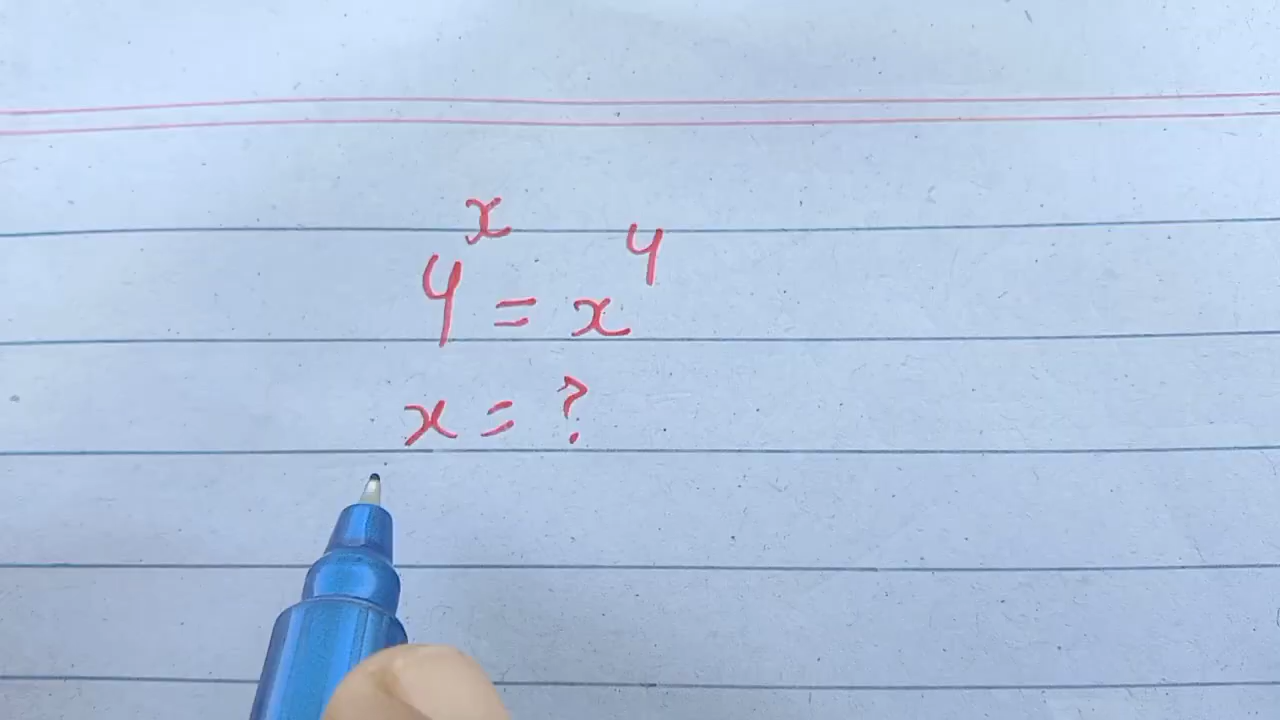 4^x = x^4
x = ?